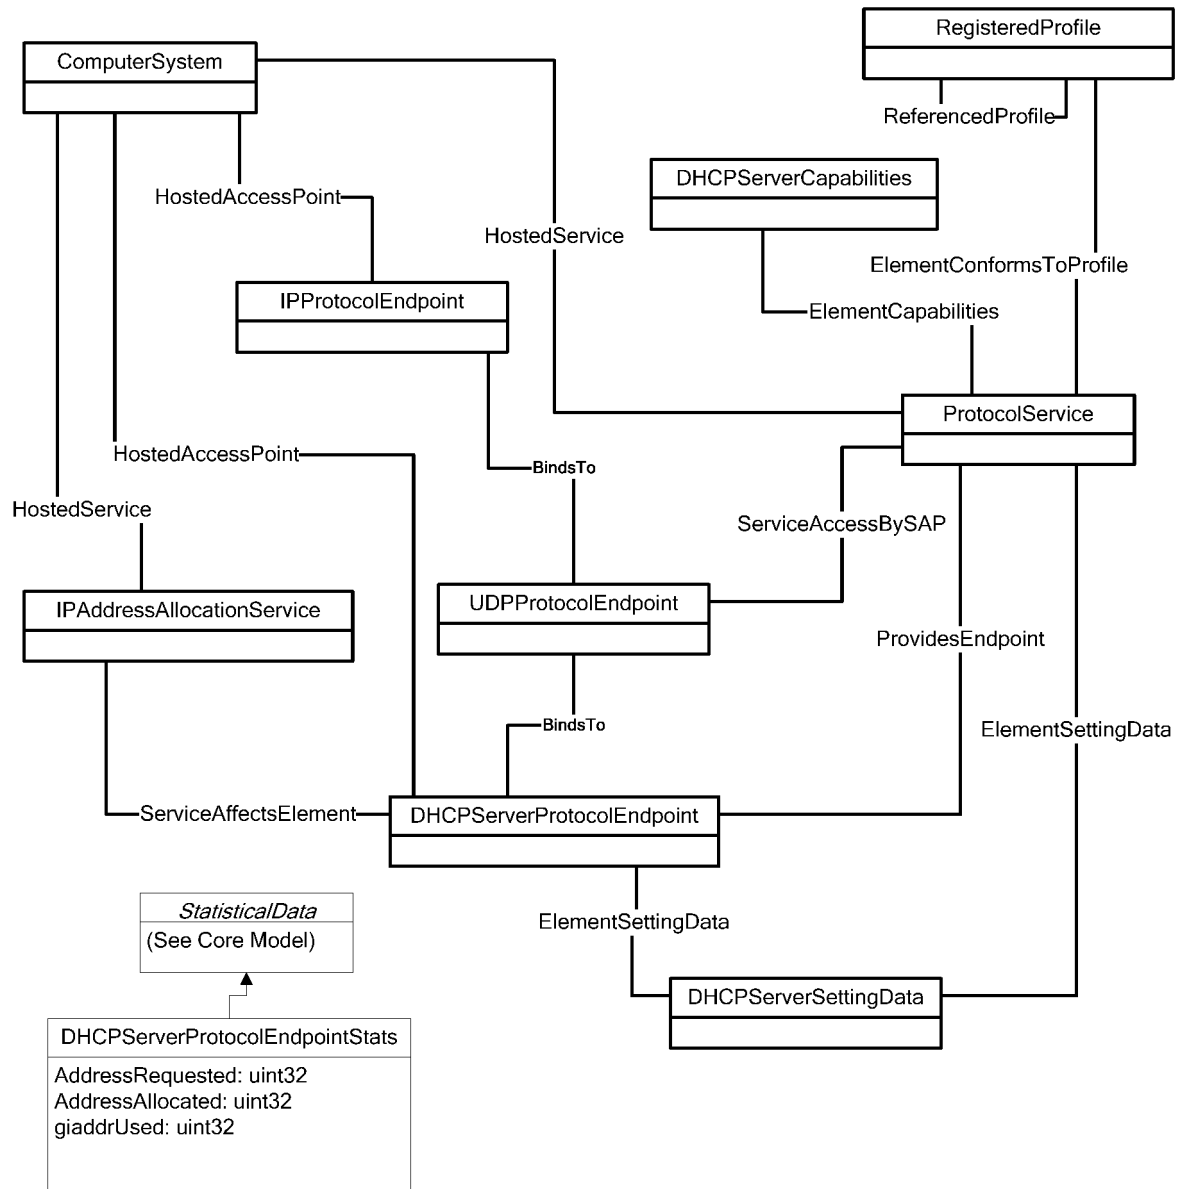 RegisteredProfile
ComputerSystem
ReferencedProfile
DHCPServerCapabilities
HostedAccessPoint
HostedService
ElementConformsToProfile
IPProtocolEndpoint
ElementCapabilities
ProtocolService
HostedAccessPoint
BindsTo
HostedService
ServiceAccessBySAP
IPAddressAllocationService
UDPProtocolEndpoint
ProvidesEndpoint
BindsTo
ElementSettingData
ServiceAffectsElement
DHCPServerProtocolEndpoint
StatisticalData
(See Core Model)
ElementSettingData
DHCPServerSettingData
DHCPServerProtocolEndpointStats
AddressRequested: uint32
AddressAllocated: uint32
giaddrUsed: uint32